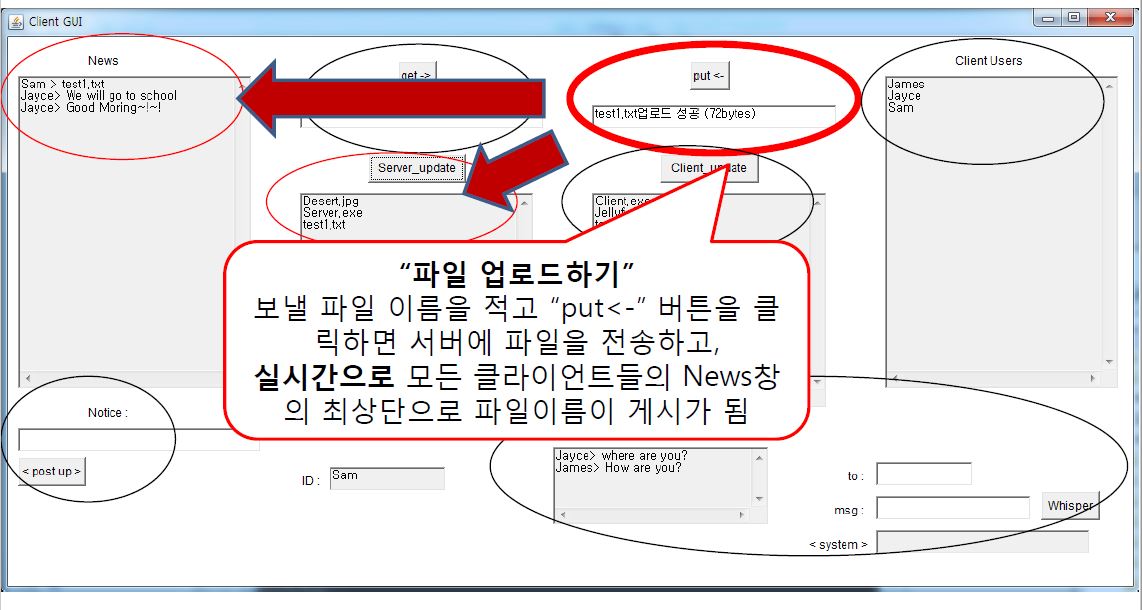 Client GUI
News
Sam > test1.txt
Jayce> We will go to school
Jayce> Good Moring~!~!
get ->
put <-
test1.txt업로드 성공 (72bytes)
Client Users
James
Jayce
Sam
Server_update
Desert.jpg
Server.exe
test1.txt
Client_update
Client.exe
“파일 업로드하기”
보낼 파일 이름을 적고 “put<-” 버튼을 클
릭하면 서버에 파일을 전송하고,
실시간으로 모든 클라이언트들의 News창
의 최상단으로 파일이름이 게시가 됨
Notice :
< post up >
ID :
Sam
Jayce> where are you?
James> How are you?
to :
msg :
Whisper
< system >